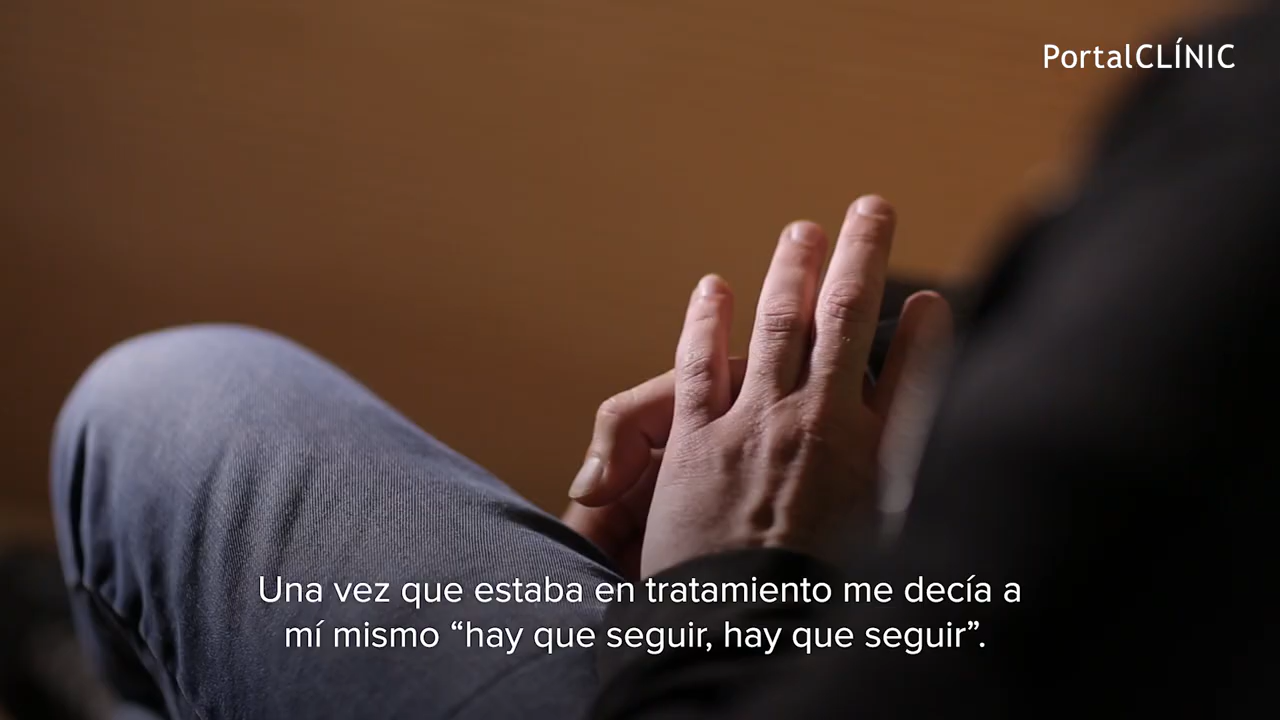 PortalCLÍNIC
Una vez que estaba en tratamiento me decía a
mí mismo “hay que seguir, hay que seguir”.